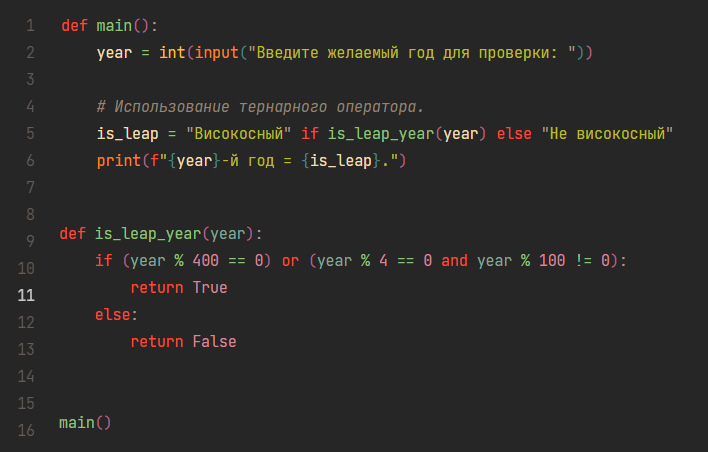 1 def main():
2     year = int(input("Введите желаемый год для проверки: "))
3
4     # Использование тернарного оператора.
5     is_leap = "Високосный" if is_leap_year(year) else "Не високосный"
6     print(f"{year}-й год = {is_leap}.")
7
8
9 def is_leap_year(year):
10     if (year % 400 == 0) or (year % 4 == 0 and year % 100 != 0):
11         return True
12     else:
13         return False
14
15
16 main()